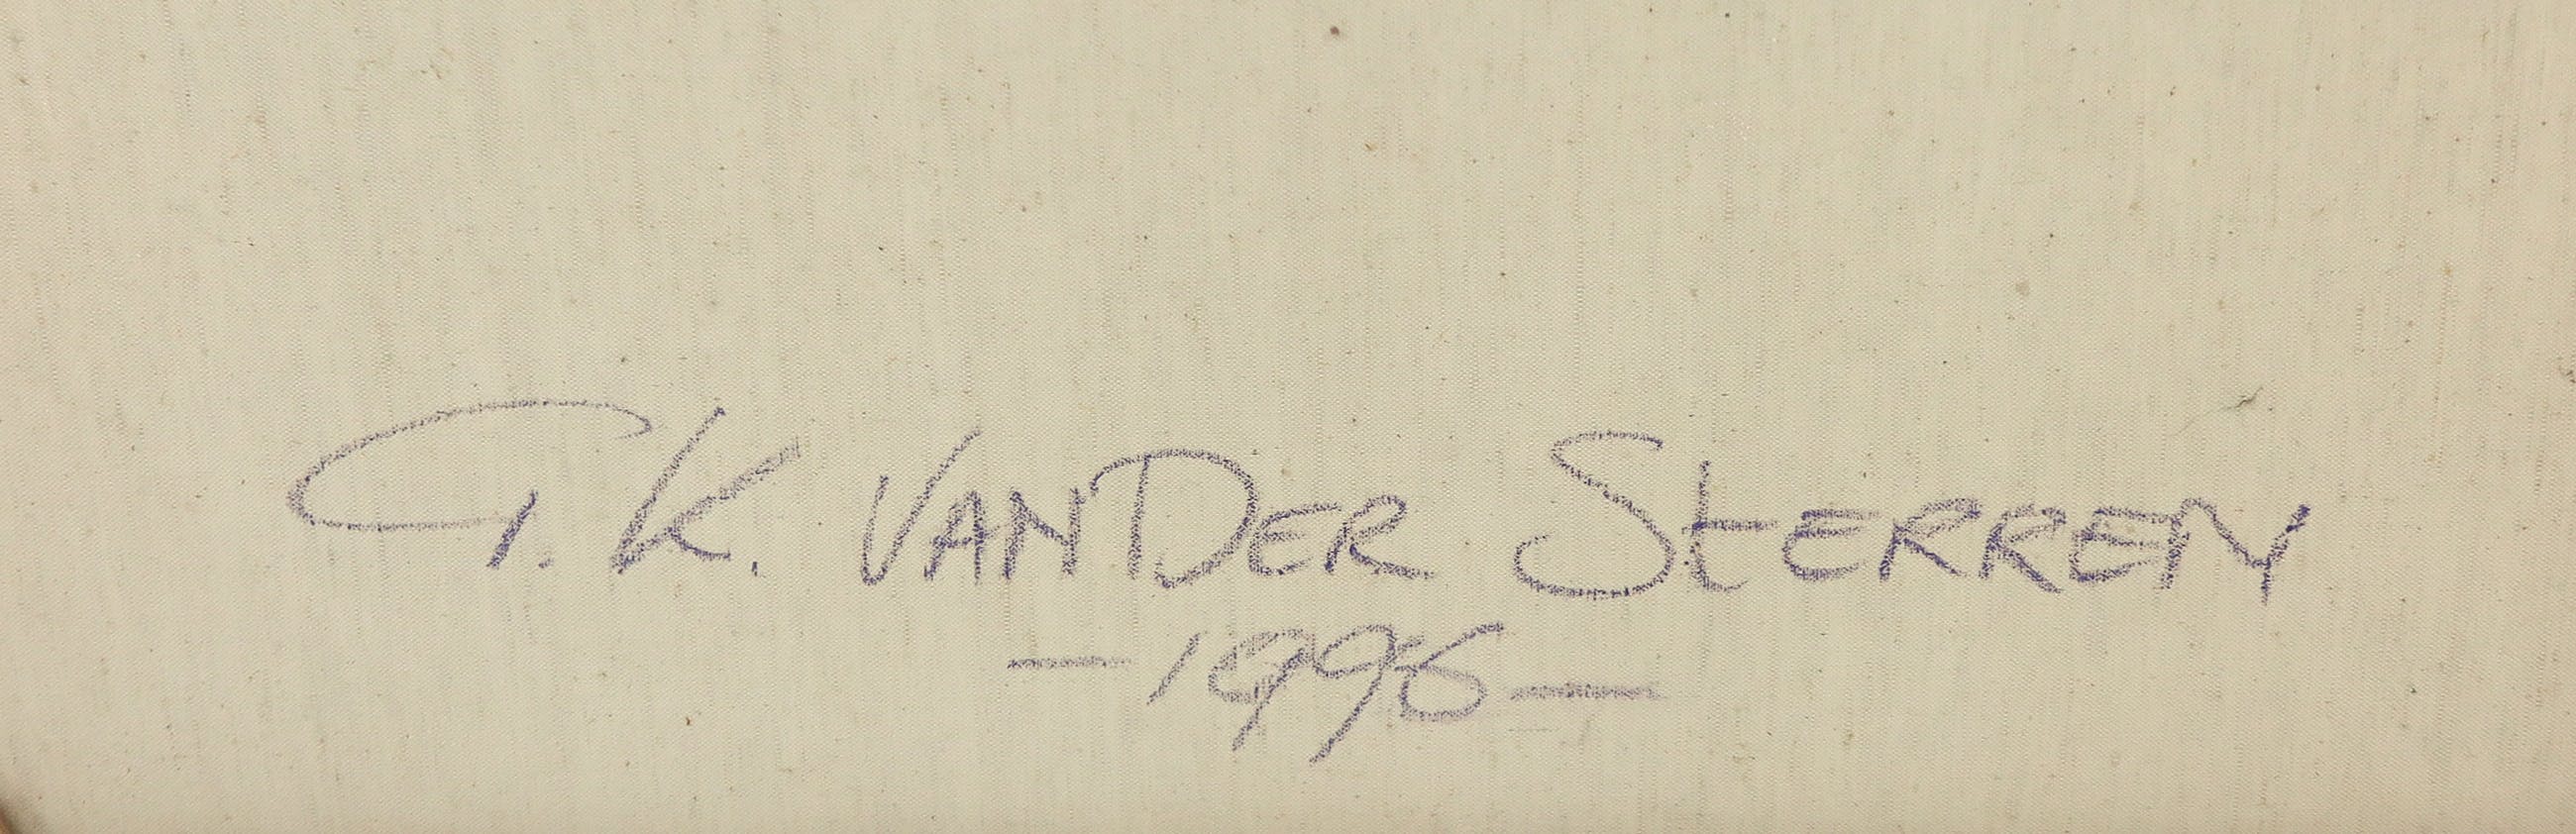 G. K. VANDER STERREN
—1996—